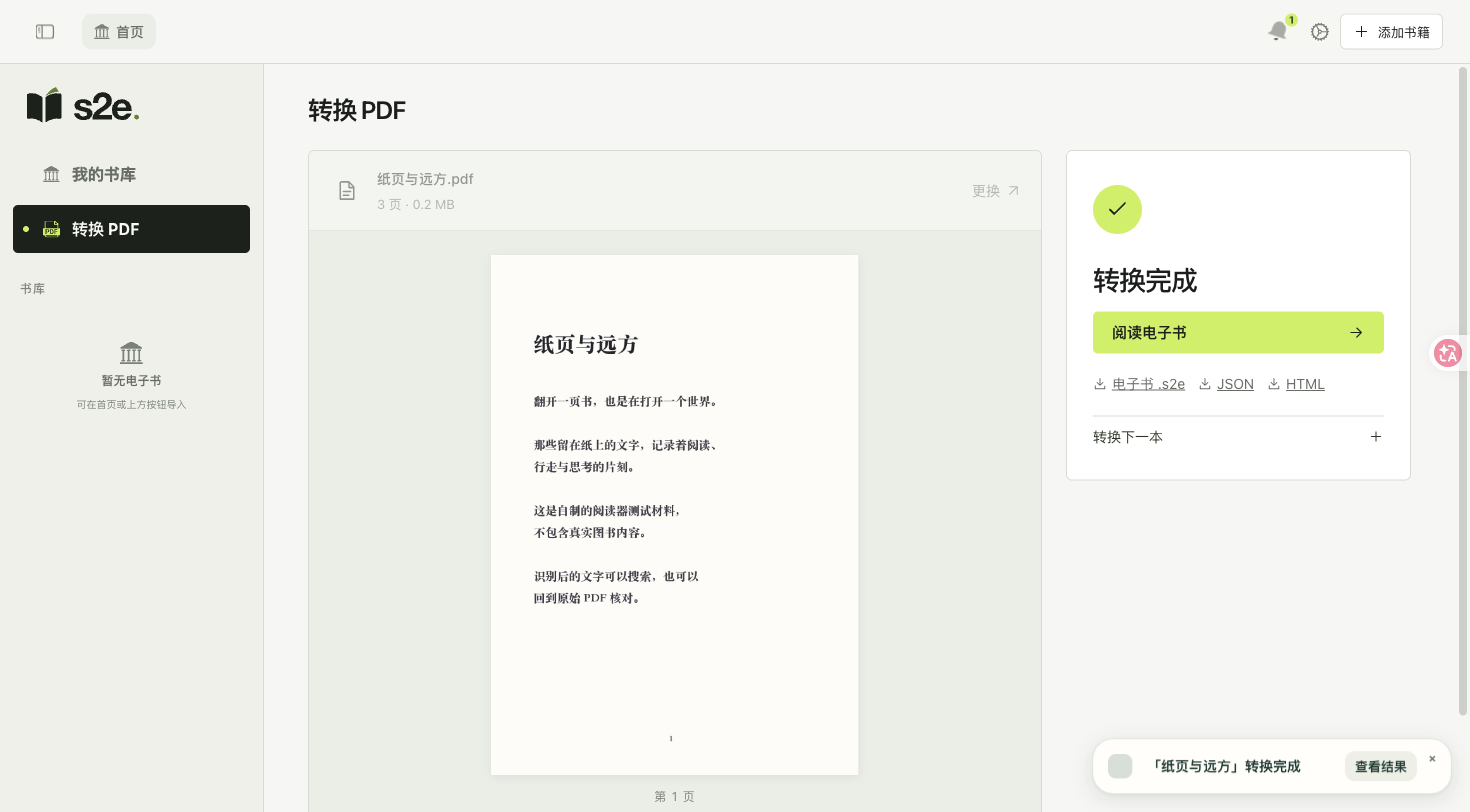 首页
1
添加书籍
s2e.
我的书库
PDF
转换 PDF
书库
暂无电子书
可在首页或上方按钮导入
转换 PDF
纸页与远方.pdf
3 页 · 0.2 MB
更换
纸页与远方
翻开一页书，也是在打开一个世界。
那些留在纸上的文字，记录着阅读、
行走与思考的片刻。
这是自制的阅读器测试材料，
不包含真实图书内容。
识别后的文字可以搜索，也可以
回到原始 PDF 核对。
1
第 1 页
转换完成
阅读电子书
电子书 .s2e
JSON
HTML
转换下一本
「纸页与远方」转换完成
查看结果